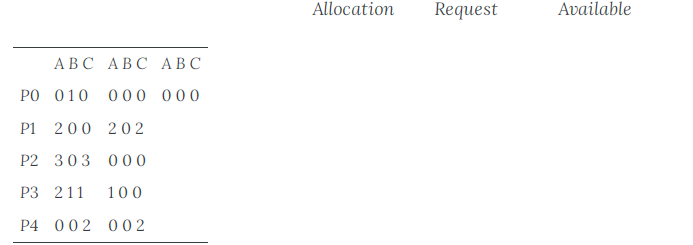 Allocation Request Available
A B C A B C A B C
P0 0 1 0 0 0 0 0 0 0
P1 2 0 0 2 0 2
P2 3 0 3 0 0 0
P3 2 1 1 1 0 0
P4 0 0 2 0 0 2